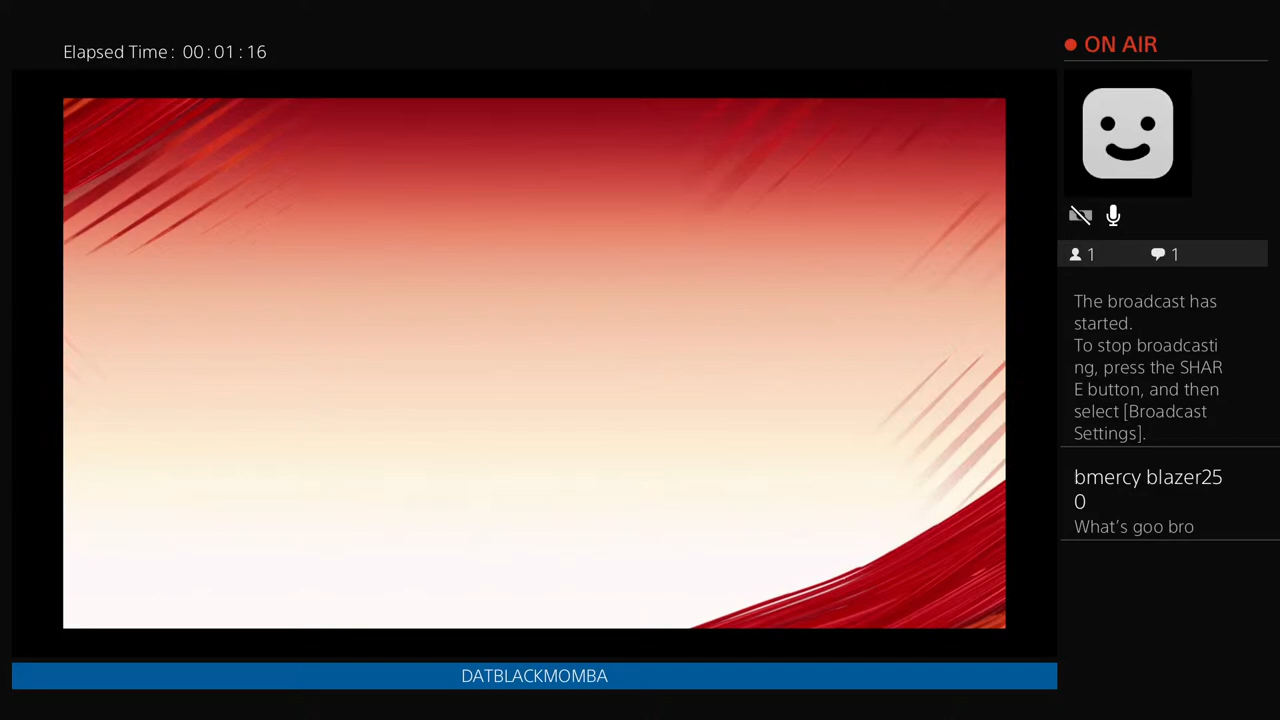 Elapsed Time: 00:01:16
ON AIR
1
1
The broadcast has
started.
To stop broadcasti
ng, press the SHAR
E button, and then
select [Broadcast
Settings].
bmercy blazer25
0
What's goo bro
DATBLACKMOMBA